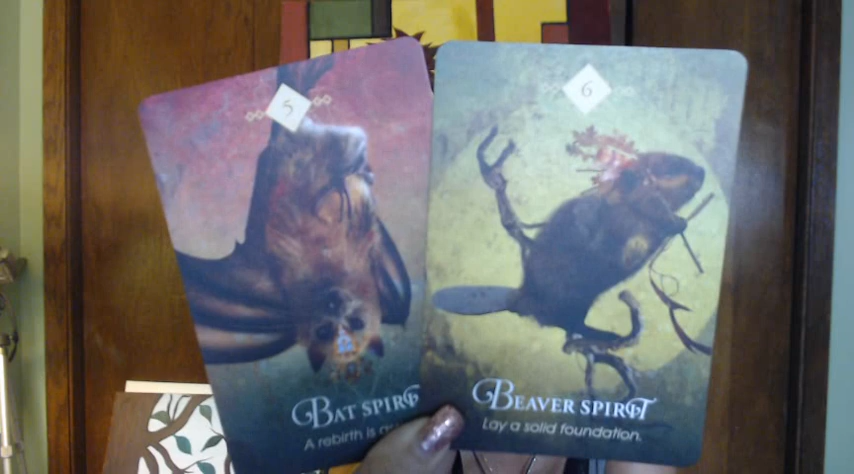 5
BAT SPIRIT
A rebirth is
6
BEAVER SPIRIT
Lay a solid foundation.